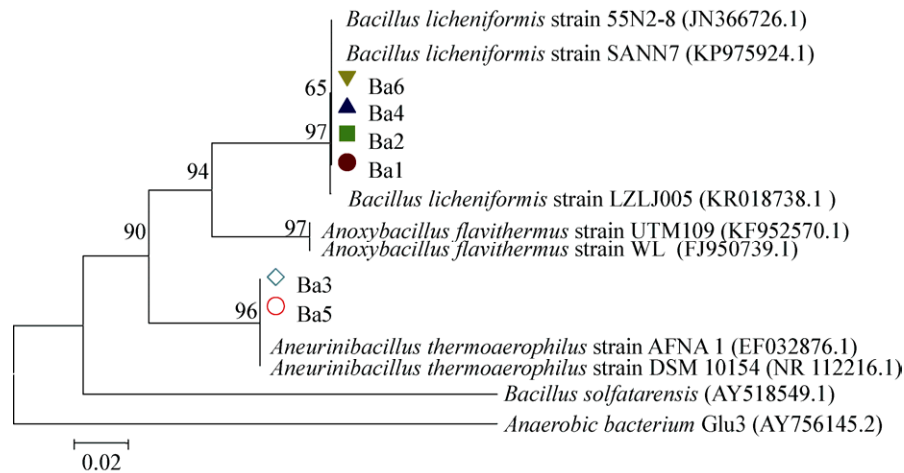 Bacillus licheniformis strain 55N2-8 (JN366726.1)
Bacillus licheniformis strain SANN7 (KP975924.1)
65
Ba6
Ba4
97
Ba2
94
Ba1
Bacillus licheniformis strain LZLJ005 (KR018738.1 )
90
97
Anoxybacillus flavithermus strain UTM109 (KF952570.1)
Anoxybacillus flavithermus strain WL (FJ950739.1)
Ba3
96
Ba5
Aneurinibacillus thermoaerophilus strain AFNA 1 (EF032876.1)
Aneurinibacillus thermoaerophilus strain DSM 10154 (NR 112216.1)
Bacillus solfatarensis (AY518549.1)
Anaerobic bacterium Glu3 (AY756145.2)
0.02